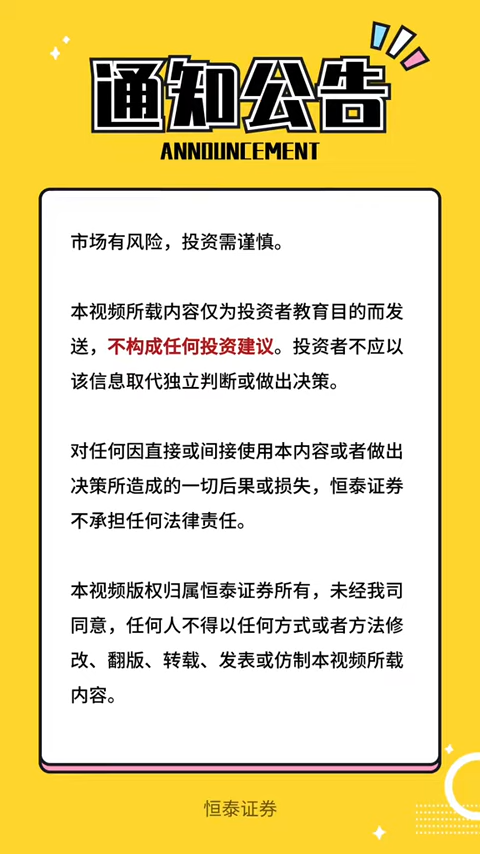 通知公告
ANNOUNCEMENT
市场有风险，投资需谨慎。
本视频所载内容仅为投资者教育目的而发
送，不构成任何投资建议。投资者不应以
该信息取代独立判断或做出决策。
对任何因直接或间接使用本内容或者做出
决策所造成的一切后果或损失，恒泰证券
不承担任何法律责任。
本视频版权归属恒泰证券所有，未经我司
同意，任何人不得以任何方式或者方法修
改、翻版、转载、发表或仿制本视频所载
内容。
恒泰证券